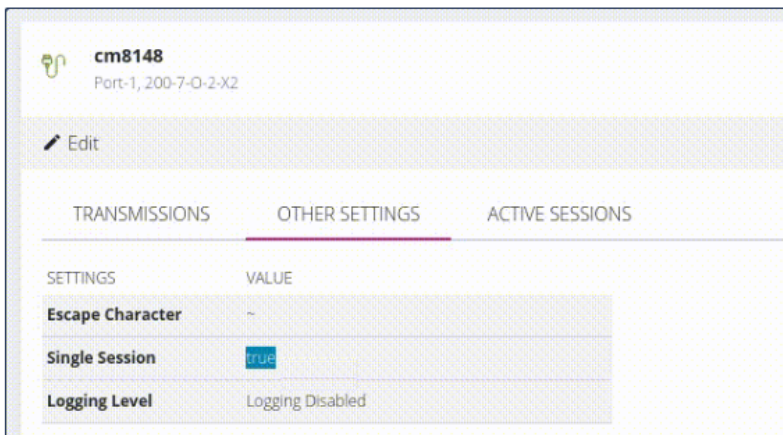 cm8148
Port-1, 200-7-O-2-X2
Edit
TRANSMISSIONS OTHER SETTINGS ACTIVE SESSIONS
SETTINGS VALUE
Escape Character ~
Single Session true
Logging Level Logging Disabled